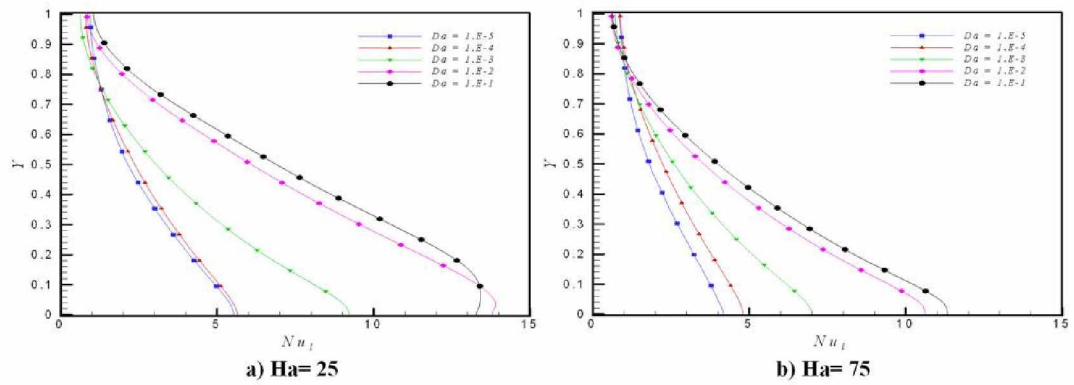 1
0.9
0.8
0.7
0.6
0.5
0.4
0.3
0.2
0.1
0
Y
0 5 10 15
Nu l
Da = 1.E-5
Da = 1.E-4
Da = 1.E-3
Da = 1.E-2
Da = 1.E-1
a) Ha= 25
1
0.9
0.8
0.7
0.6
0.5
0.4
0.3
0.2
0.1
0
Y
0 5 10 15
Nu l
Da = 1.E-5
Da = 1.E-4
Da = 1.E-3
Da = 1.E-2
Da = 1.E-1
b) Ha= 75